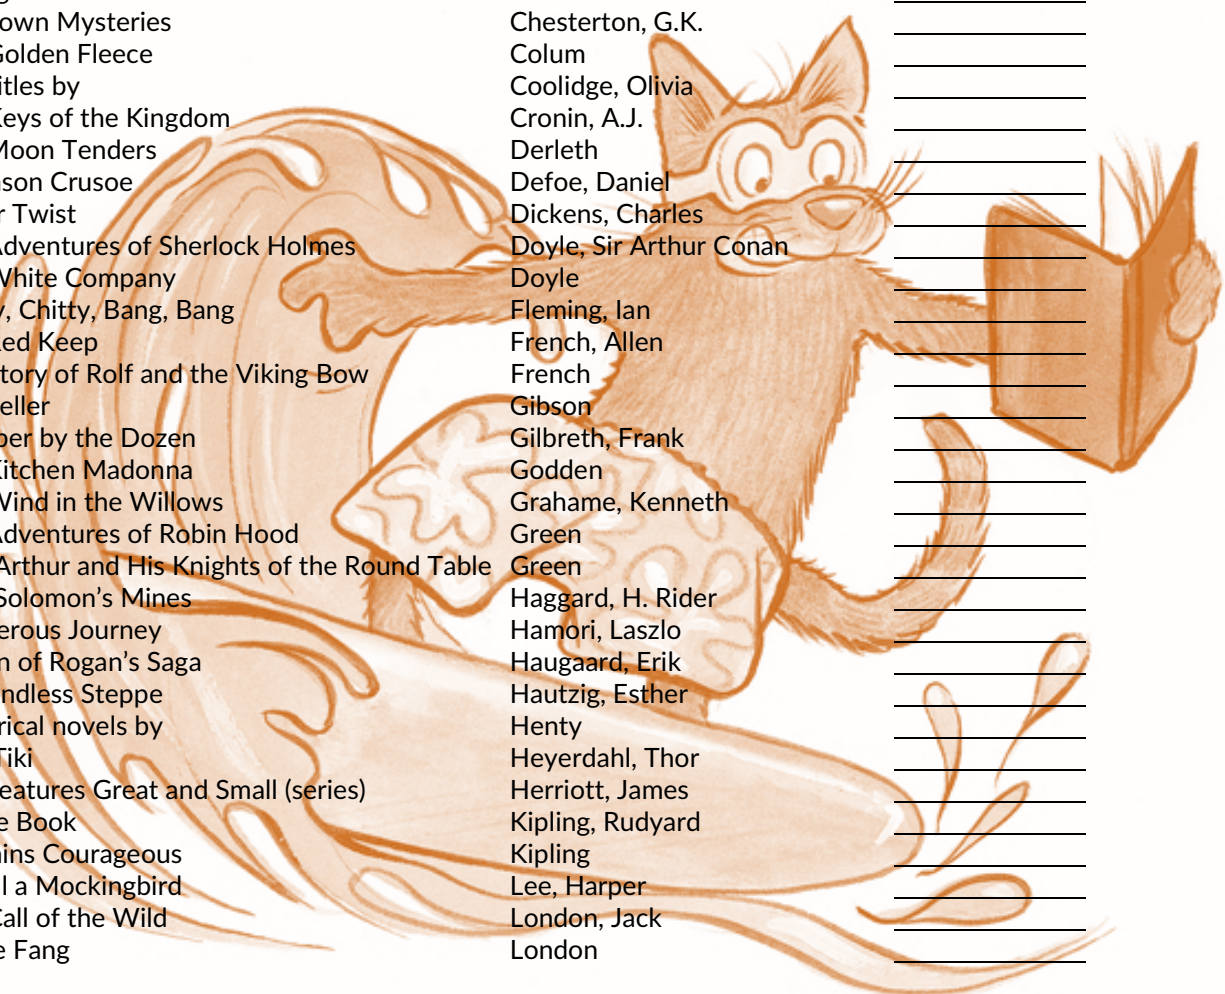 own Mysteries Chesterton, G.K.
Golden Fleece Colum
itles by Coolidge, Olivia
Keys of the Kingdom Cronin, A.J.
Moon Tenders Derleth
nson Crusoe Defoe, Daniel
r Twist Dickens, Charles
Adventures of Sherlock Holmes Doyle, Sir Arthur Conan
White Company Doyle
y, Chitty, Bang, Bang Fleming, Ian
Red Keep French, Allen
tory of Rolf and the Viking Bow French
eller Gibson
per by the Dozen Gilbreth, Frank
Kitchen Madonna Godden
Wind in the Willows Grahame, Kenneth
Adventures of Robin Hood Green
Arthur and His Knights of the Round Table Green
Solomon’s Mines Haggard, H. Rider
erous Journey Hamori, Laszlo
n of Rogan’s Saga Haugaard, Erik
ndless Steppe Hautzig, Esther
rical novels by Henty
Tiki Heyerdahl, Thor
eatures Great and Small (series) Herriott, James
e Book Kipling, Rudyard
ains Courageous Kipling
l a Mockingbird Lee, Harper
Call of the Wild London, Jack
e Fang London